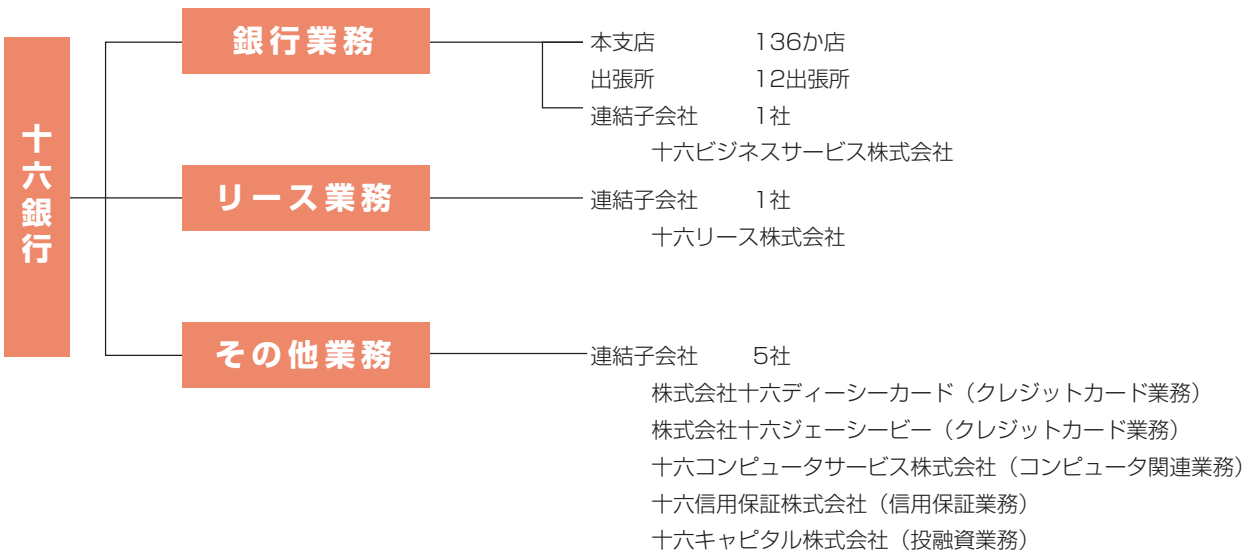 十六銀行
銀行業務
本支店 136か店
出張所 12出張所
連結子会社 1社
十六ビジネスサービス株式会社
リース業務
連結子会社 1社
十六リース株式会社
その他業務
連結子会社 5社
株式会社十六ディーシーカード（クレジットカード業務）
株式会社十六ジェーシービー（クレジットカード業務）
十六コンピュータサービス株式会社（コンピュータ関連業務）
十六信用保証株式会社（信用保証業務）
十六キャピタル株式会社（投融資業務）